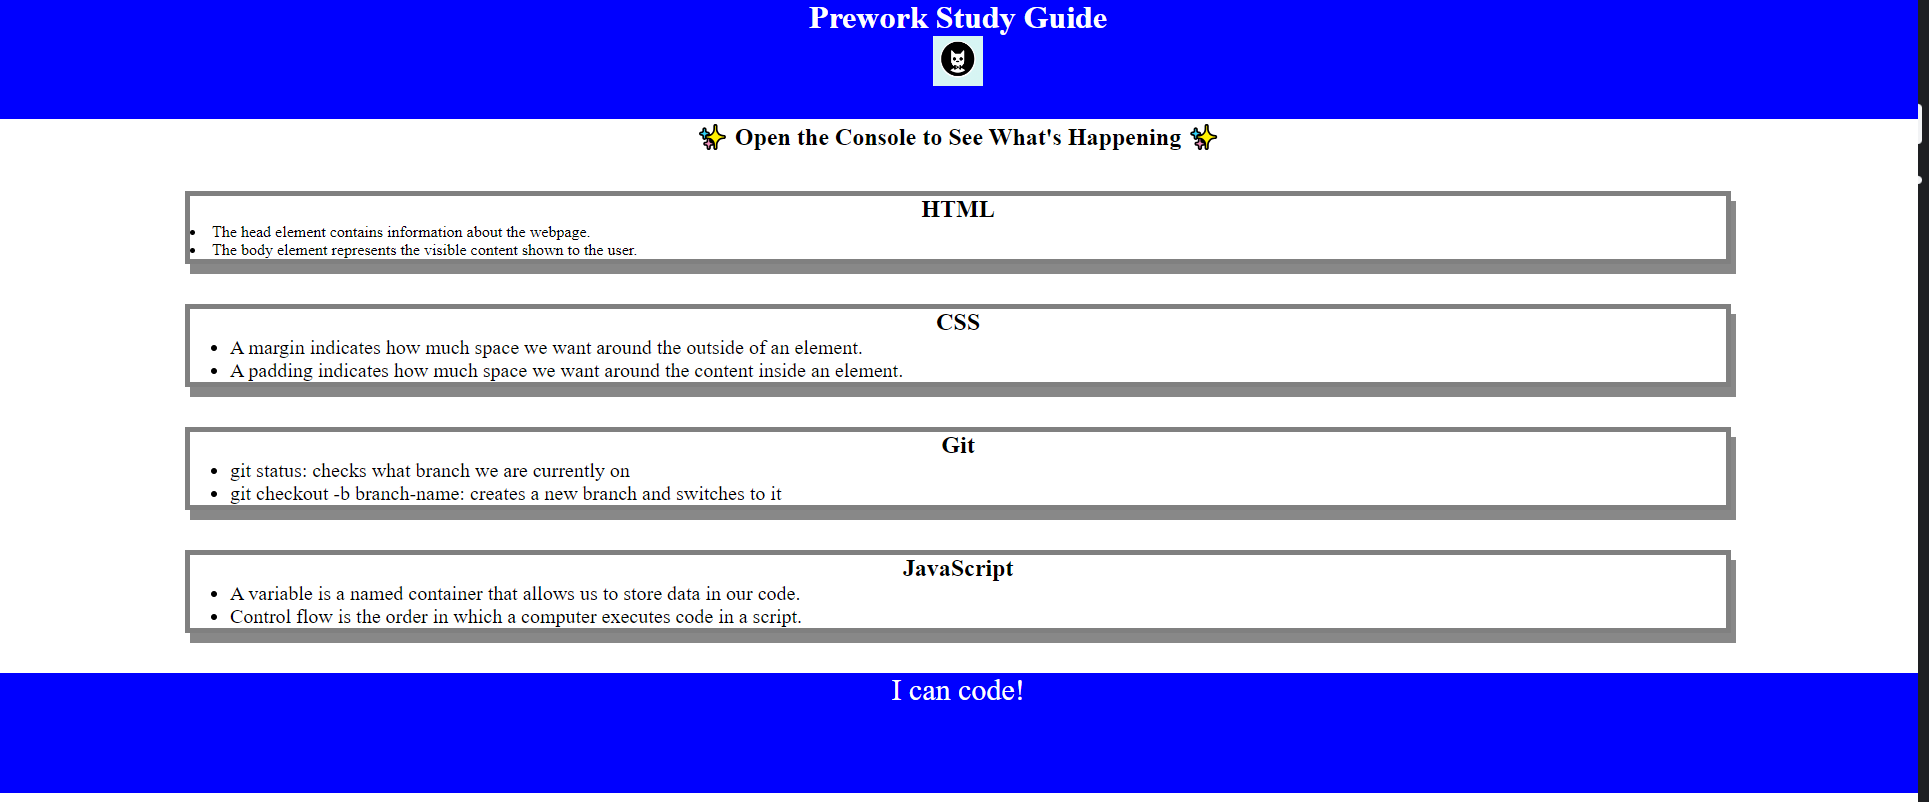 Prework Study Guide
✨ Open the Console to See What's Happening ✨
HTML
• The head element contains information about the webpage.
• The body element represents the visible content shown to the user.
CSS
• A margin indicates how much space we want around the outside of an element.
• A padding indicates how much space we want around the content inside an element.
Git
• git status: checks what branch we are currently on
• git checkout -b branch-name: creates a new branch and switches to it
JavaScript
• A variable is a named container that allows us to store data in our code.
• Control flow is the order in which a computer executes code in a script.
I can code!